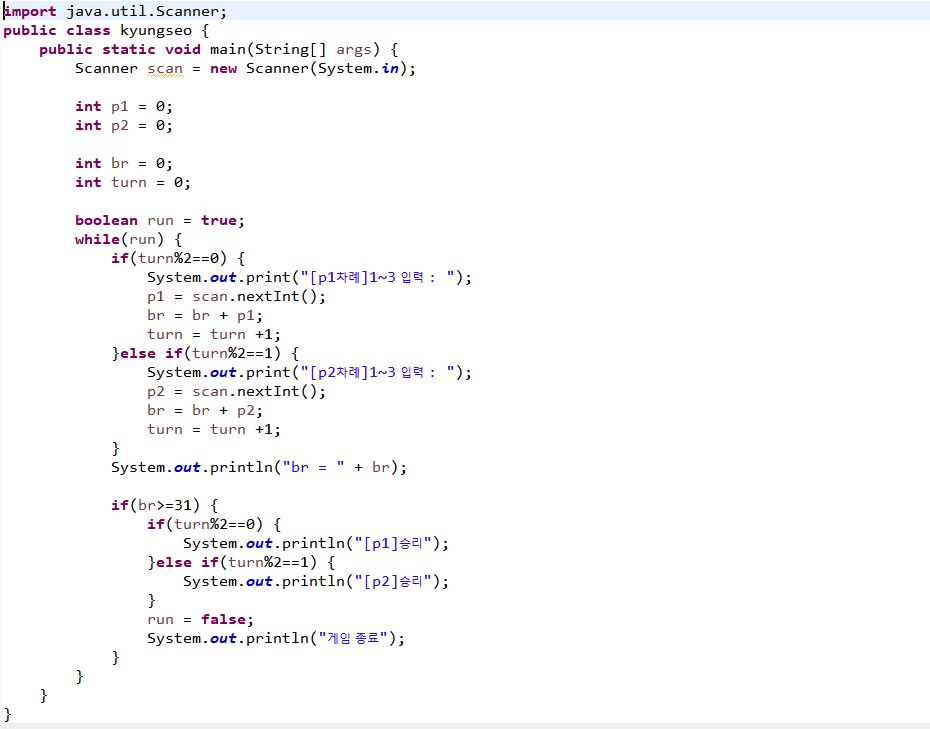 import java.util.Scanner;
public class kyungseo {
    public static void main(String[] args) {
        Scanner scan = new Scanner(System.in);

        int p1 = 0;
        int p2 = 0;

        int br = 0;
        int turn = 0;

        boolean run = true;
        while(run) {
            if(turn%2==0) {
                System.out.print("[p1차례]1~3 입력 : ");
                p1 = scan.nextInt();
                br = br + p1;
                turn = turn +1;
            }else if(turn%2==1) {
                System.out.print("[p2차례]1~3 입력 : ");
                p2 = scan.nextInt();
                br = br + p2;
                turn = turn +1;
            }
            System.out.println("br = " + br);

            if(br>=31) {
                if(turn%2==0) {
                    System.out.println("[p1]승리");
                }else if(turn%2==1) {
                    System.out.println("[p2]승리");
                }
                run = false;
                System.out.println("게임 종료");
            }
        }
    }
}